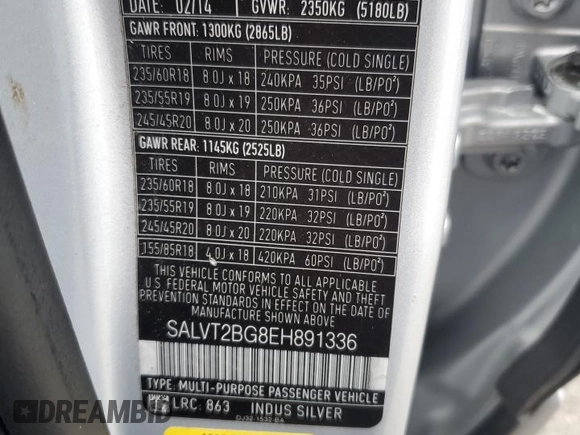 02/14 GVWR: 2350KG (5180LB)
GAWR FRONT: 1300KG (2865LB)
TIRES RIMS PRESSURE (COLD SINGLE)
235/60R18 8.0J x 18 240KPA 35PSI (LB/PO²)
235/55R19 8.0J x 19 250KPA 36PSI (LB/PO²)
245/45R20 8.0J x 20 250KPA 36PSI (LB/PO²)
GAWR REAR: 1145KG (2525LB)
TIRES RIMS PRESSURE (COLD SINGLE)
235/60R18 8.0J x 18 210KPA 31PSI (LB/PO²)
235/55R19 8.0J x 19 220KPA 32PSI (LB/PO²)
245/45R20 8.0J x 20 220KPA 32PSI (LB/PO²)
155/85R18 4.0J x 18 420KPA 60PSI (LB/PO²)
THIS VEHICLE CONFORMS TO ALL APPLICABLE
U.S FEDERAL MOTOR VEHICLE SAFETY AND THEFT
PREVENTION STANDARDS IN EFFECT ON THE DATE OF
MANUFACTURE SHOWN ABOVE.
SALVT2BG8EH891336
TYPE: MULTI-PURPOSE PASSENGER VEHICLE
LRC: 863 INDUS SILVER
DJ32-1532-BA
DREAMBID